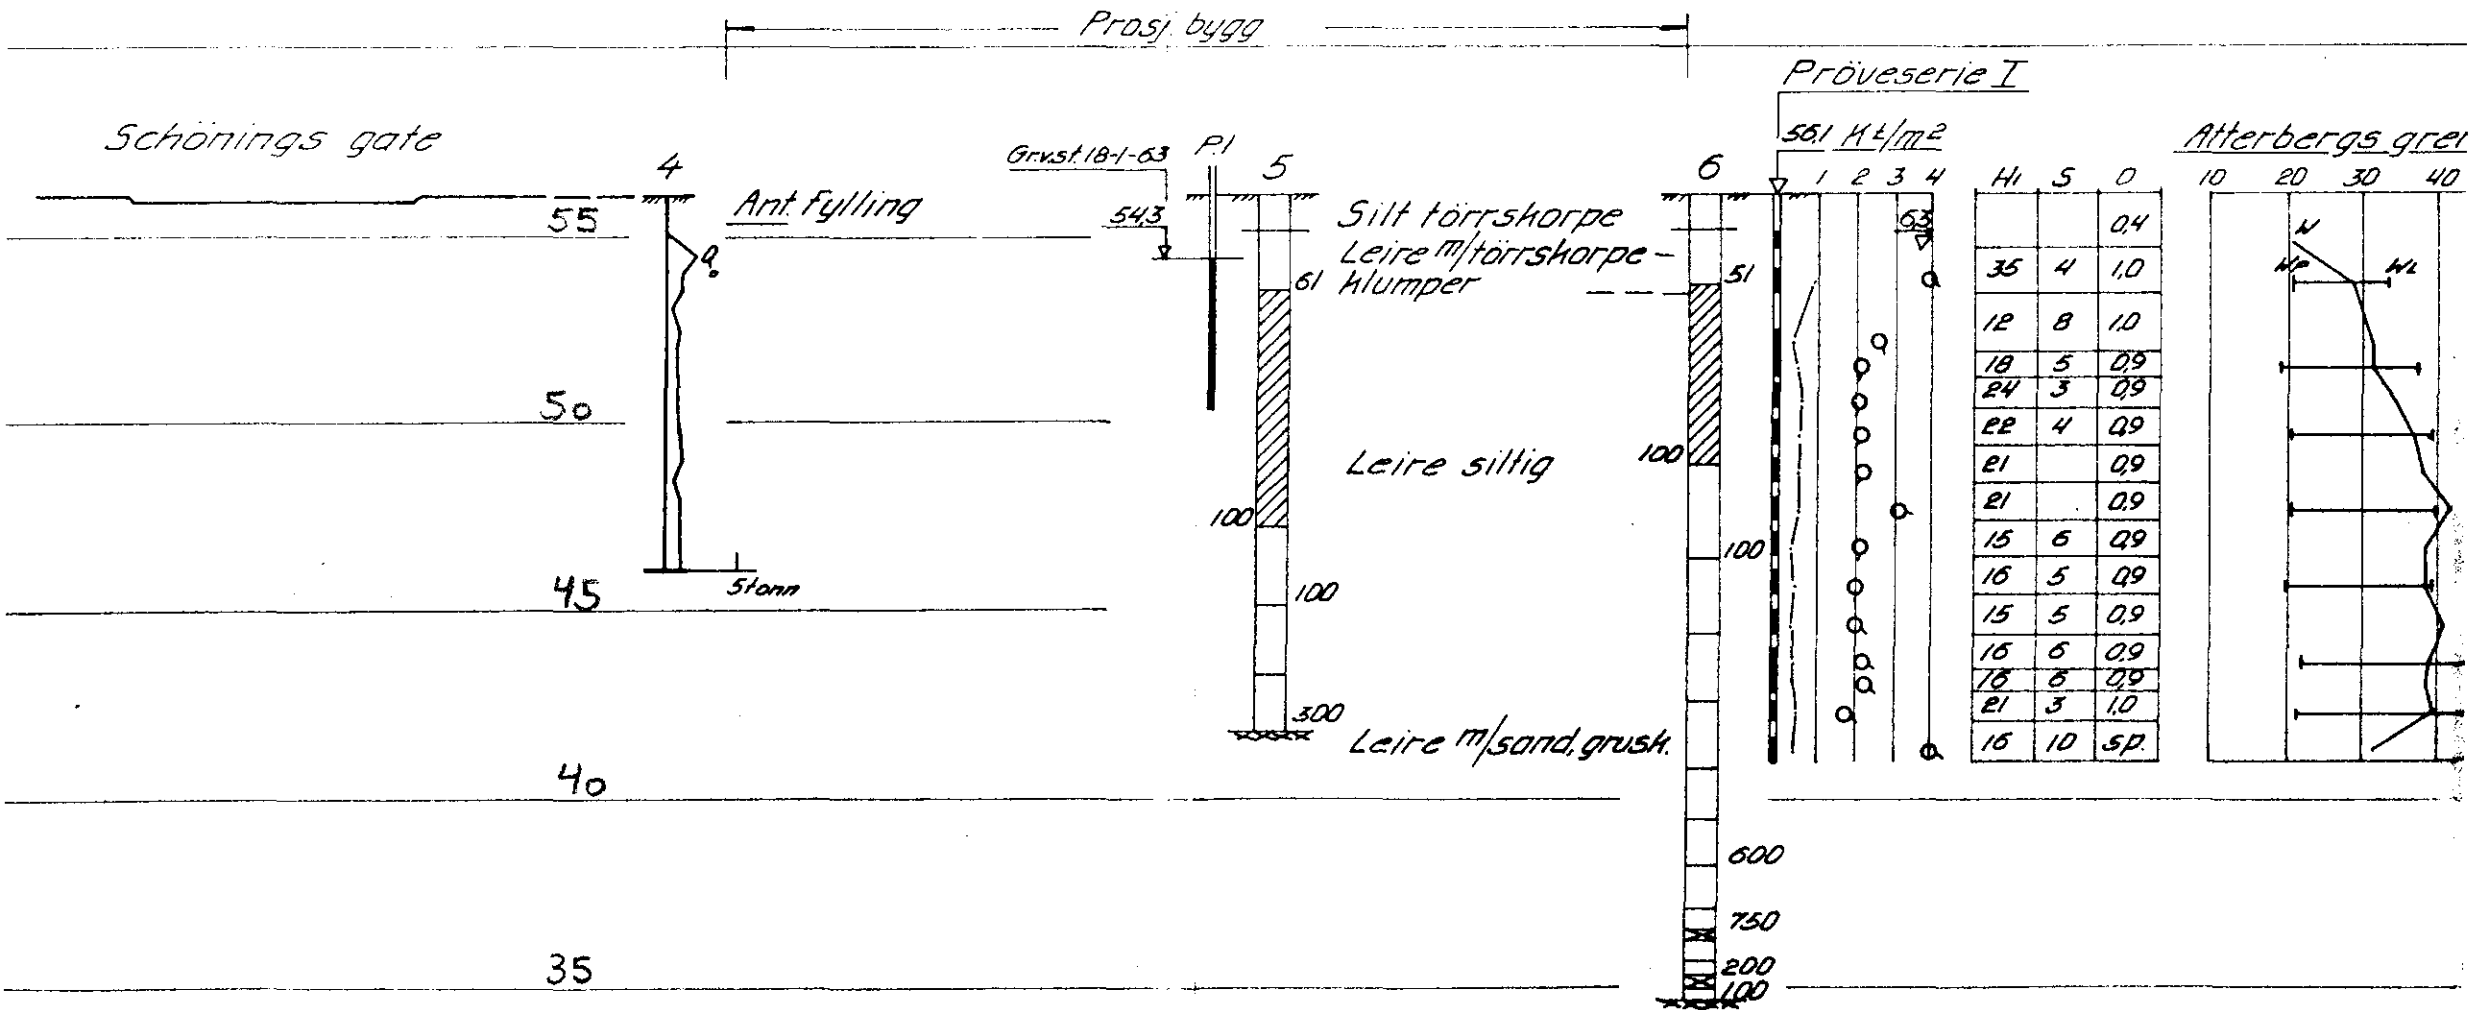 Prosj. bygg
Pröveserie I
Schönings gate
4
Gr.v.st. 18-1-63
P.1
5
6
56,1
K t/m2
Atterbergs gren
1 2 3 4
H1 S O
10 20 30 40
55
Ant. Fylling
54,3
Silt törrskorpe
Leire m/törrskorpe-
klumper
Q
61
51
6,3
0,4
35 4 1,0
12 8 1,0
18 5 0,9
24 3 0,9
22 4 0,9
21 0,9
21 0,9
15 6 0,9
16 5 0,9
15 5 0,9
16 6 0,9
16 6 0,9
21 3 1,0
16 10 sp.
W
WP WL
50
Leire siltig
100
100
100
100
45
5 tonn
300
Leire m/sand, grusk.
40
600
750
35
200
100